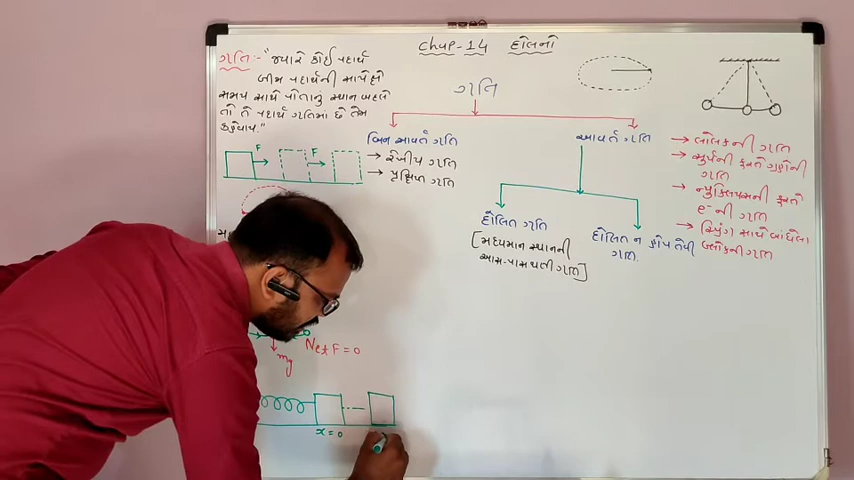 Chap-14 દોલનો
ગતિ:- "જ્યારે કોઈ પદાર્થ
બીજા પદાર્થની સાપેક્ષે
સમય સાથે પોતાનું સ્થાન બદલે
તો તે પદાર્થ ગતિમાં છે તેમ
કહેવાય."
F
F
ગતિ
બિન આવર્ત ગતિ
→ રેખીય ગતિ
→ પ્રક્ષિપ્ત ગતિ
આવર્ત ગતિ
→ લોલકની ગતિ
→ સૂર્યની ફરતે ગ્રહોની
ગતિ
→ ન્યુક્લિયસની ફરતે
e⁻ ની ગતિ
→ સ્પ્રિંગ સાથે બાંધેલા
બ્લોકની ગતિ
દોલિત ગતિ
[મધ્યમાન સ્થાનની
આસ-પાસ થતી ગતિ]
દોલિત ન હોય તેવી
ગતિ.
mg
Net F = 0
x = 0